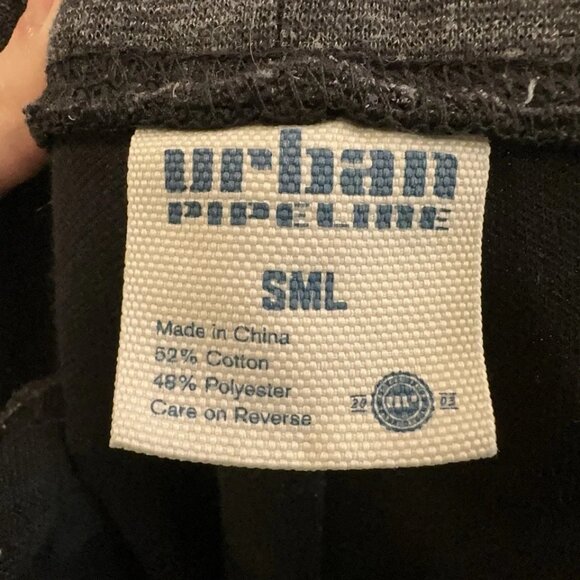 urban
PIPELINE
SML
Made in China
52% Cotton
48% Polyester
Care on Reverse
20 03